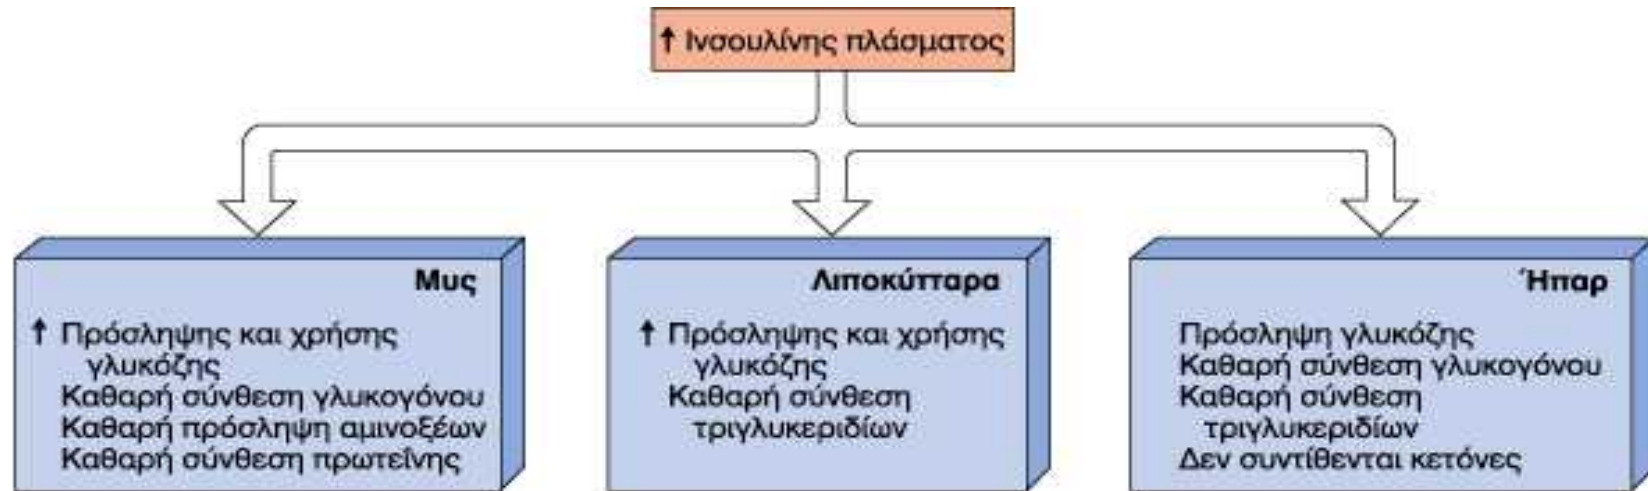 ↑ Ινσουλίνης πλάσματος
Μυς
↑ Πρόσληψης και χρήσης
γλυκόζης
Καθαρή σύνθεση γλυκογόνου
Καθαρή πρόσληψη αμινοξέων
Καθαρή σύνθεση πρωτεΐνης
Λιποκύτταρα
↑ Πρόσληψης και χρήσης
γλυκόζης
Καθαρή σύνθεση
τριγλυκεριδίων
Ήπαρ
Πρόσληψη γλυκόζης
Καθαρή σύνθεση γλυκογόνου
Καθαρή σύνθεση
τριγλυκεριδίων
Δεν συντίθενται κετόνες